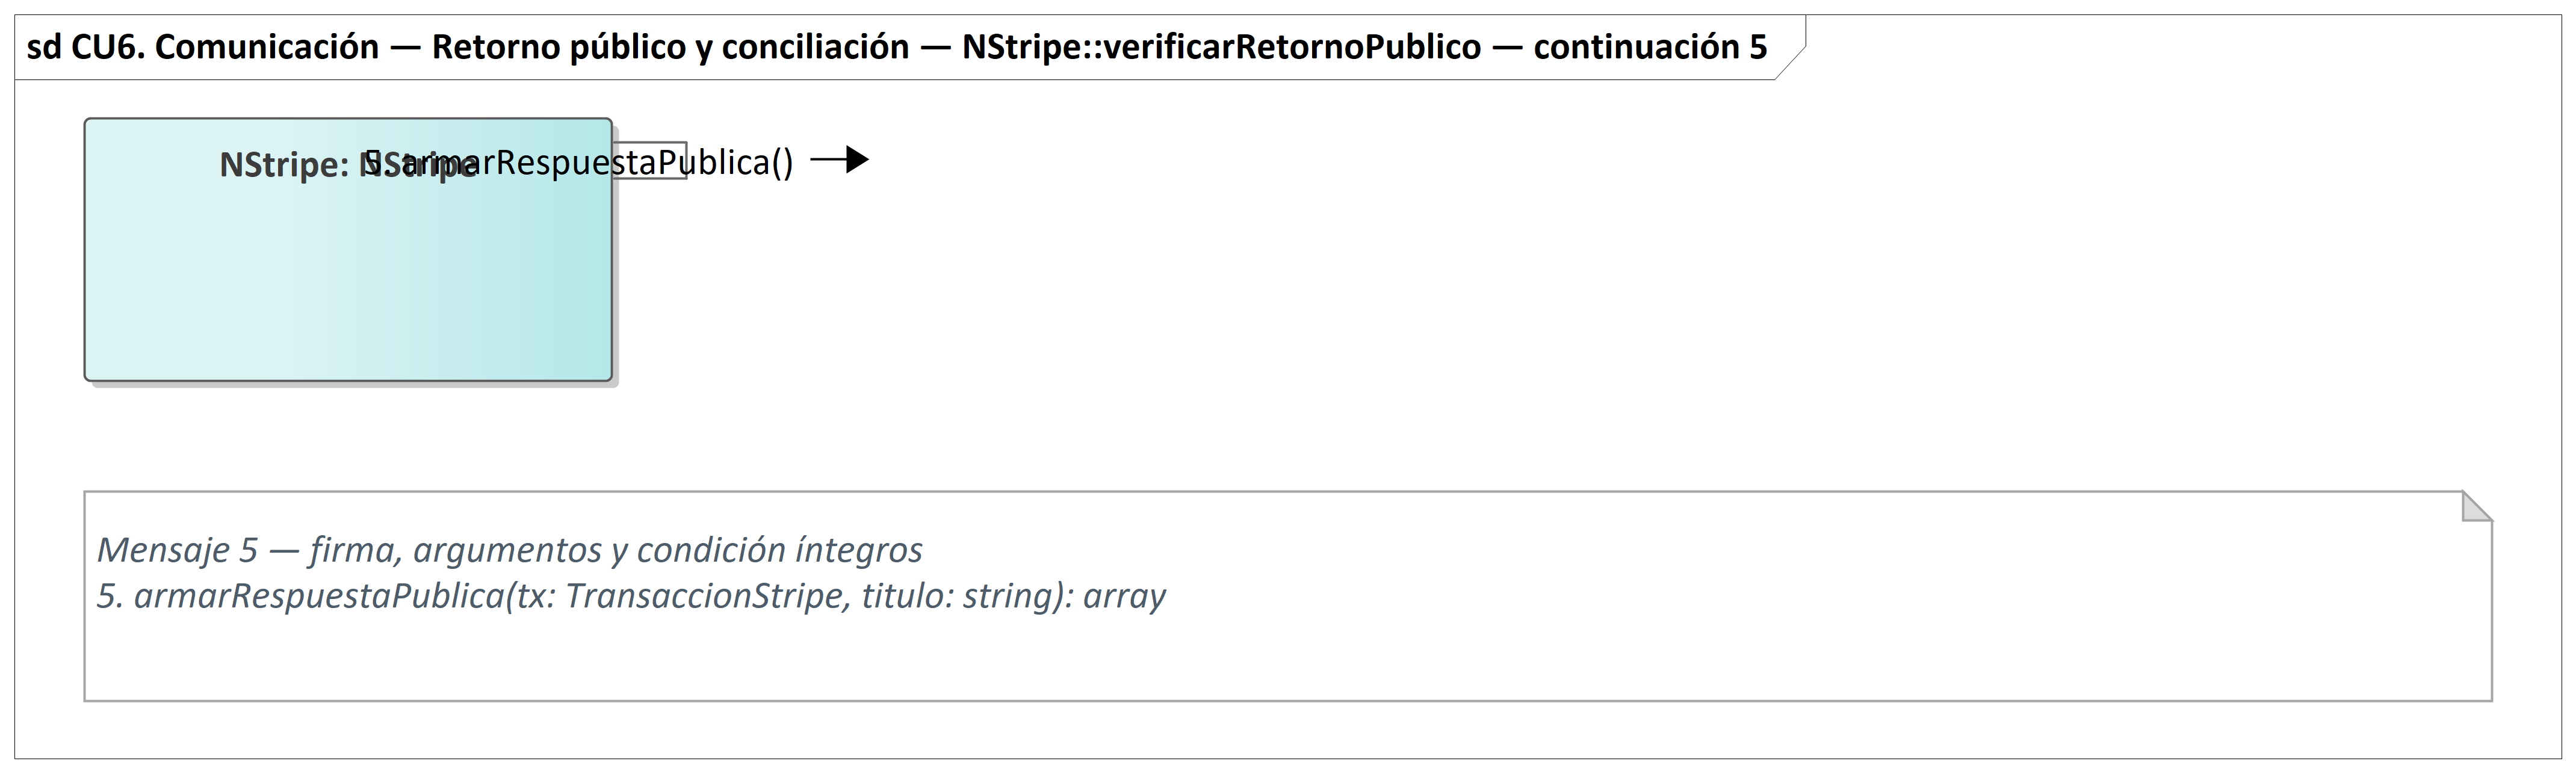 sd CU6. Comunicación — Retorno público y conciliación — NStripe::verificarRetornoPublico — continuación 5
NStripe: NStripe
5. armarRespuestaPublica()
Mensaje 5 — firma, argumentos y condición íntegros
5. armarRespuestaPublica(tx: TransaccionStripe, titulo: string): array